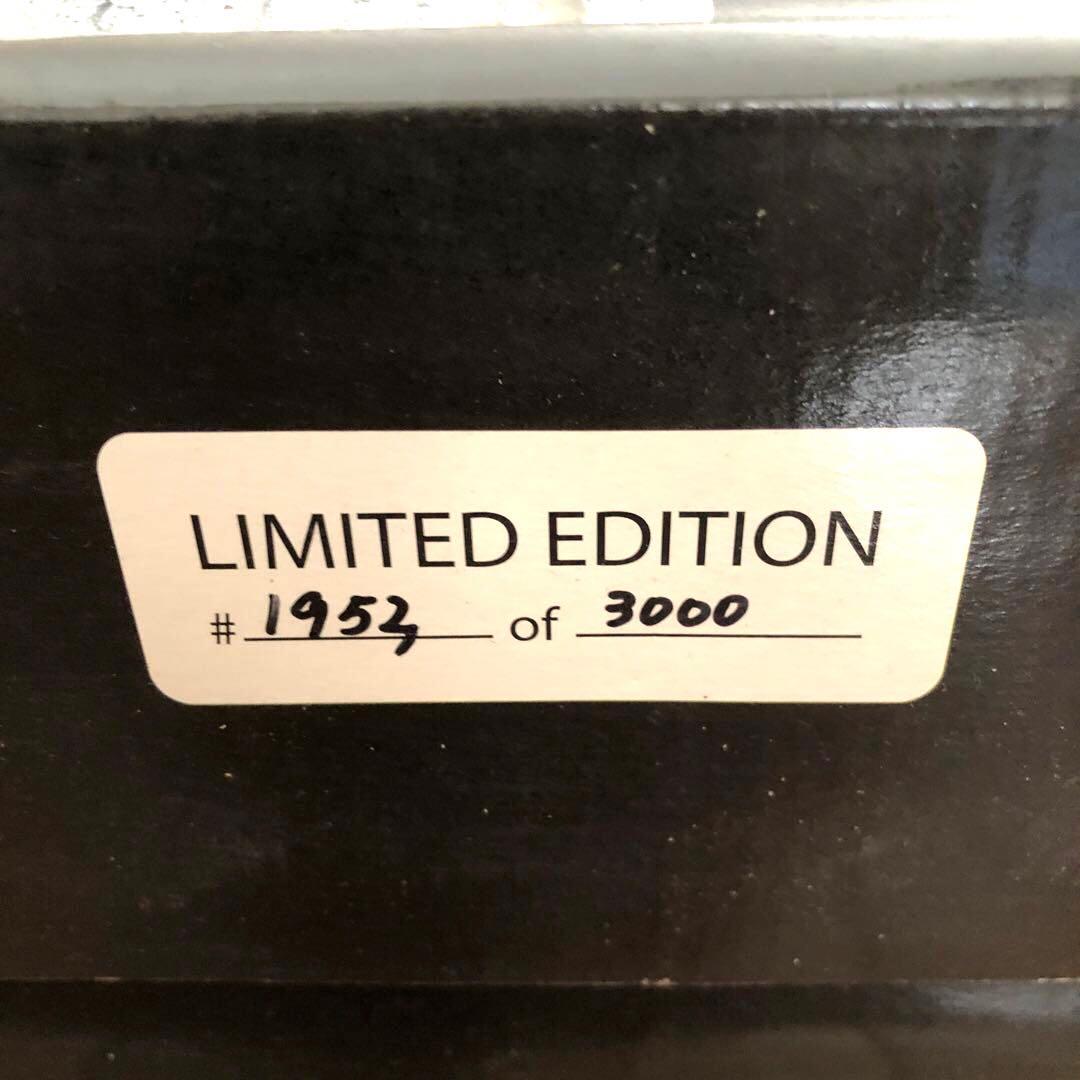 LIMITED EDITION
# 1952 of 3000